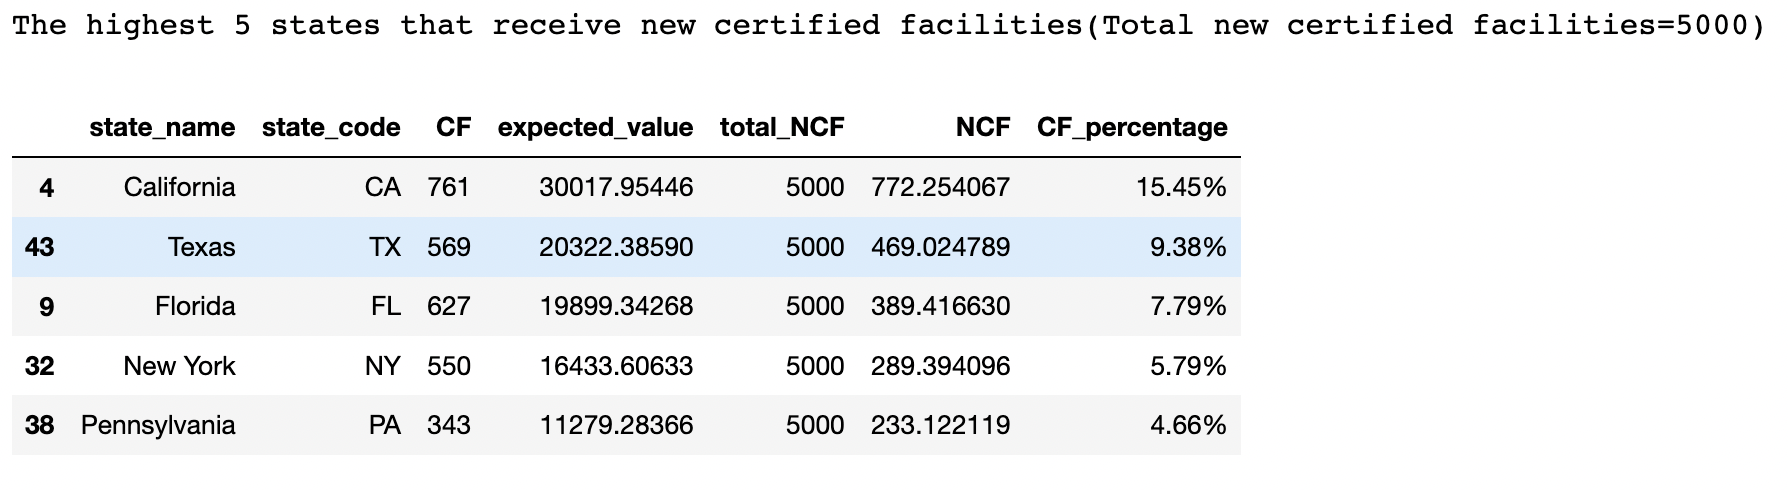 The highest 5 states that receive new certified facilities(Total new certified facilities=5000)
state_name state_code CF expected_value total_NCF NCF CF_percentage
4 California CA 761 30017.95446 5000 772.254067 15.45%
43 Texas TX 569 20322.38590 5000 469.024789 9.38%
9 Florida FL 627 19899.34268 5000 389.416630 7.79%
32 New York NY 550 16433.60633 5000 289.394096 5.79%
38 Pennsylvania PA 343 11279.28366 5000 233.122119 4.66%